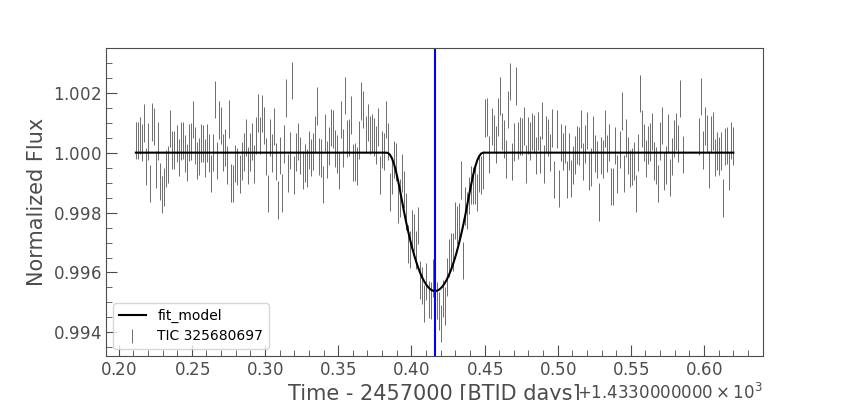 Normalized Flux
1.002
1.000
0.998
0.996
0.994
fit_model
TIC 325680697
0.20 0.25 0.30 0.35 0.40 0.45 0.50 0.55 0.60
Time - 2457000 [BTJD days]
+1.4330000000 × 10³